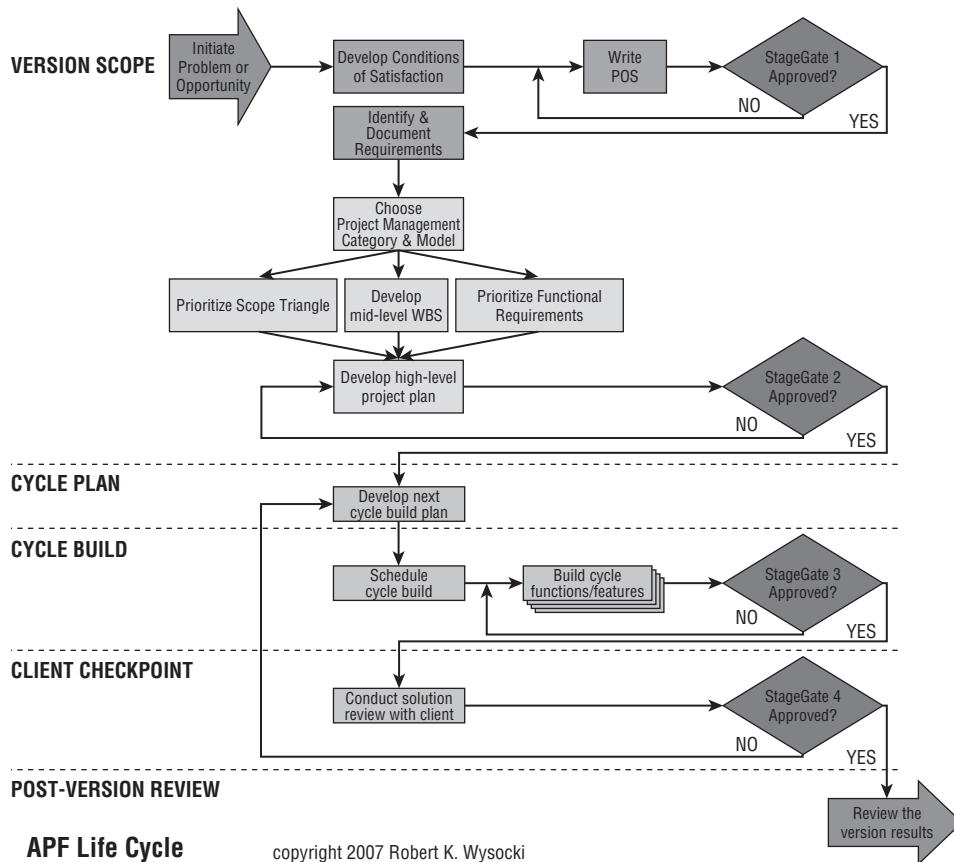 VERSION SCOPE
Initiate
Problem or
Opportunity
Develop Conditions
of Satisfaction
Write
POS
StageGate 1
Approved?
NO
YES
Identify &
Document
Requirements
Choose
Project Management
Category & Model
Prioritize Scope Triangle
Develop
mid-level WBS
Prioritize Functional
Requirements
Develop high-level
project plan
StageGate 2
Approved?
NO
YES
CYCLE PLAN
Develop next
cycle build plan
CYCLE BUILD
Schedule
cycle build
Build cycle
functions/features
StageGate 3
Approved?
NO
YES
CLIENT CHECKPOINT
Conduct solution
review with client
StageGate 4
Approved?
NO
YES
POST-VERSION REVIEW
Review the
version results
APF Life Cycle copyright 2007 Robert K. Wysocki